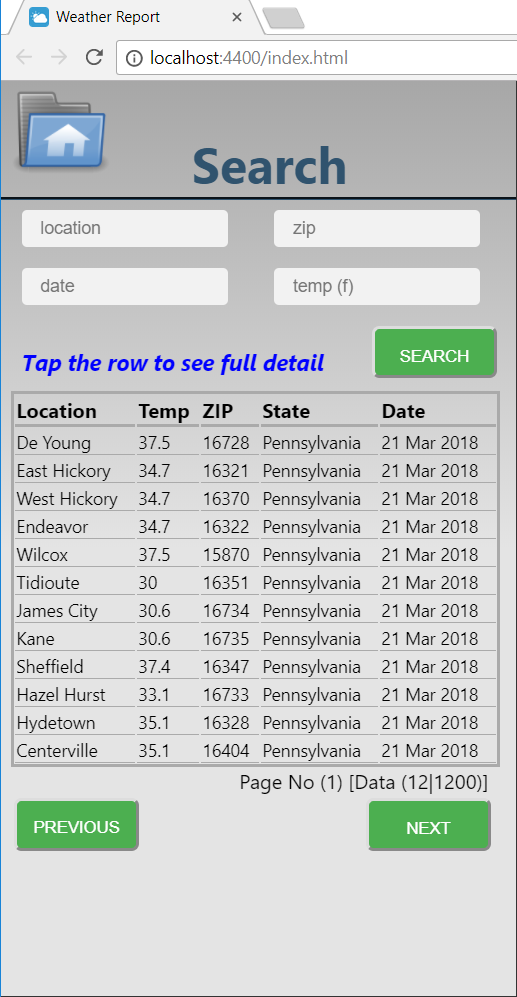 Weather Report
localhost:4400/index.html
Search
location zip
date temp (f)
SEARCH
Tap the row to see full detail
Location Temp ZIP State Date
De Young 37.5 16728 Pennsylvania 21 Mar 2018
East Hickory 34.7 16321 Pennsylvania 21 Mar 2018
West Hickory 34.7 16370 Pennsylvania 21 Mar 2018
Endeavor 34.7 16322 Pennsylvania 21 Mar 2018
Wilcox 37.5 15870 Pennsylvania 21 Mar 2018
Tidioute 30 16351 Pennsylvania 21 Mar 2018
James City 30.6 16734 Pennsylvania 21 Mar 2018
Kane 30.6 16735 Pennsylvania 21 Mar 2018
Sheffield 37.4 16347 Pennsylvania 21 Mar 2018
Hazel Hurst 33.1 16733 Pennsylvania 21 Mar 2018
Hydetown 35.1 16328 Pennsylvania 21 Mar 2018
Centerville 35.1 16404 Pennsylvania 21 Mar 2018
Page No (1) [Data (12|1200)]
PREVIOUS NEXT